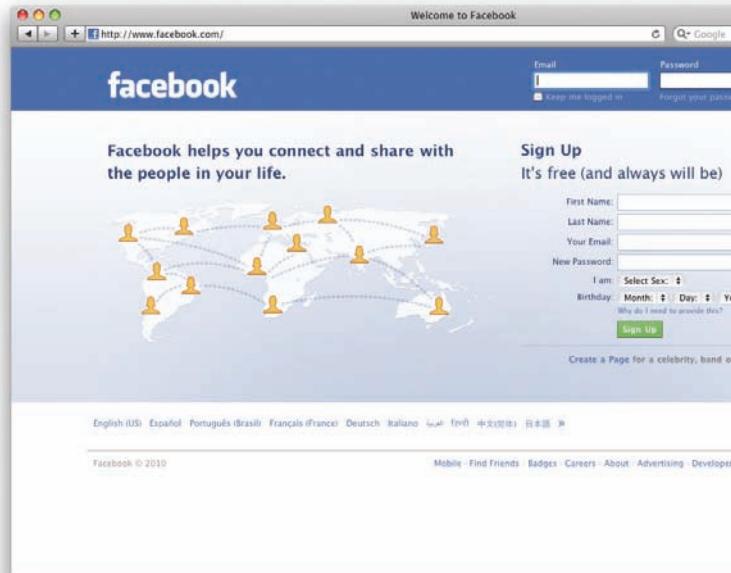 Welcome to Facebook
http://www.facebook.com/
Google
facebook
Email
Password
Keep me logged in
Forgot your
Facebook helps you connect and share with
the people in your life.
Sign Up
It's free (and always will be)
First Name:
Last Name:
Your Email:
New Password:
I am: Select Sex:
Birthday: Month: Day:
Why do I need to provide this?
Sign Up
Create a Page for a celebrity, band
English (US) Español Português (Brasil) Français (France) Deutsch Italiano العربية हिन्दी 中文(简体) 日本語 »
Facebook © 2010
Mobile · Find Friends · Badges · Careers · About · Advertising · Developer